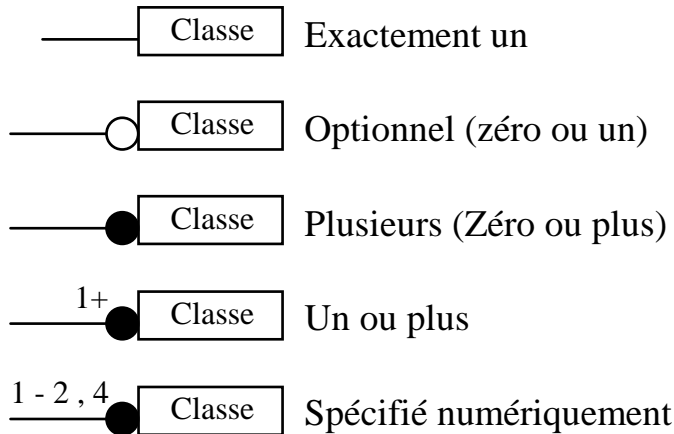 Classe Exactement un
Classe Optionnel (zéro ou un)
Classe Plusieurs (Zéro ou plus)
1+ Classe Un ou plus
1 - 2 , 4 Classe Spécifié numériquement